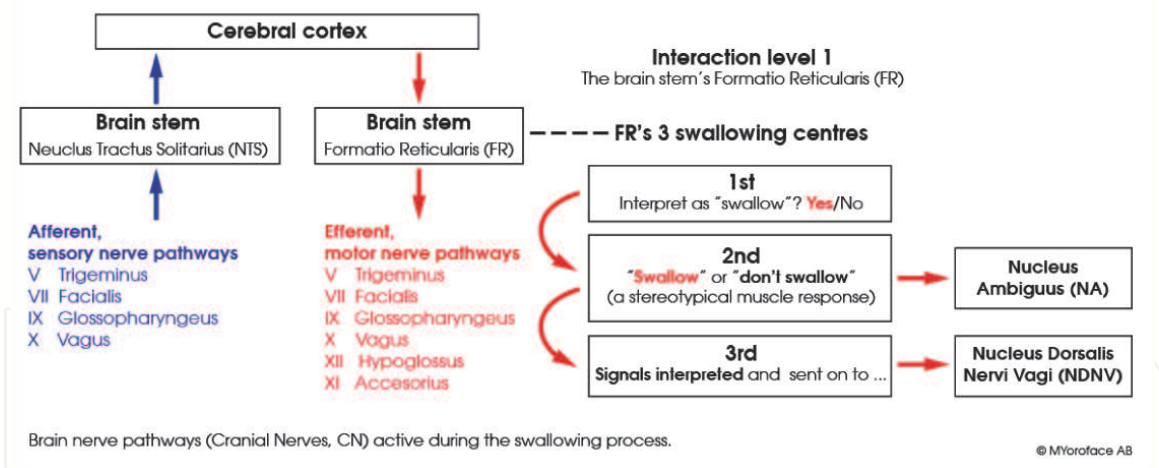 Cerebral cortex
Interaction level 1
The brain stem's Formatio Reticularis (FR)
Brain stem
Neuclus Tractus Solitarius (NTS)
Brain stem
Formatio Reticularis (FR)
FR's 3 swallowing centres
1st
Interpret as "swallow"? Yes/No
2nd
"Swallow" or "don't swallow"
(a stereotypical muscle response)
Nucleus
Ambiguus (NA)
3rd
Signals interpreted and sent on to ...
Nucleus Dorsalis
Nervi Vagi (NDNV)
Afferent,
sensory nerve pathways
V Trigeminus
VII Facialis
IX Glossopharyngeus
X Vagus
Efferent,
motor nerve pathways
V Trigeminus
VII Facialis
IX Glossopharyngeus
X Vagus
XII Hypoglossus
XI Accesorius
Brain nerve pathways (Cranial Nerves, CN) active during the swallowing process.
© MYoroface AB